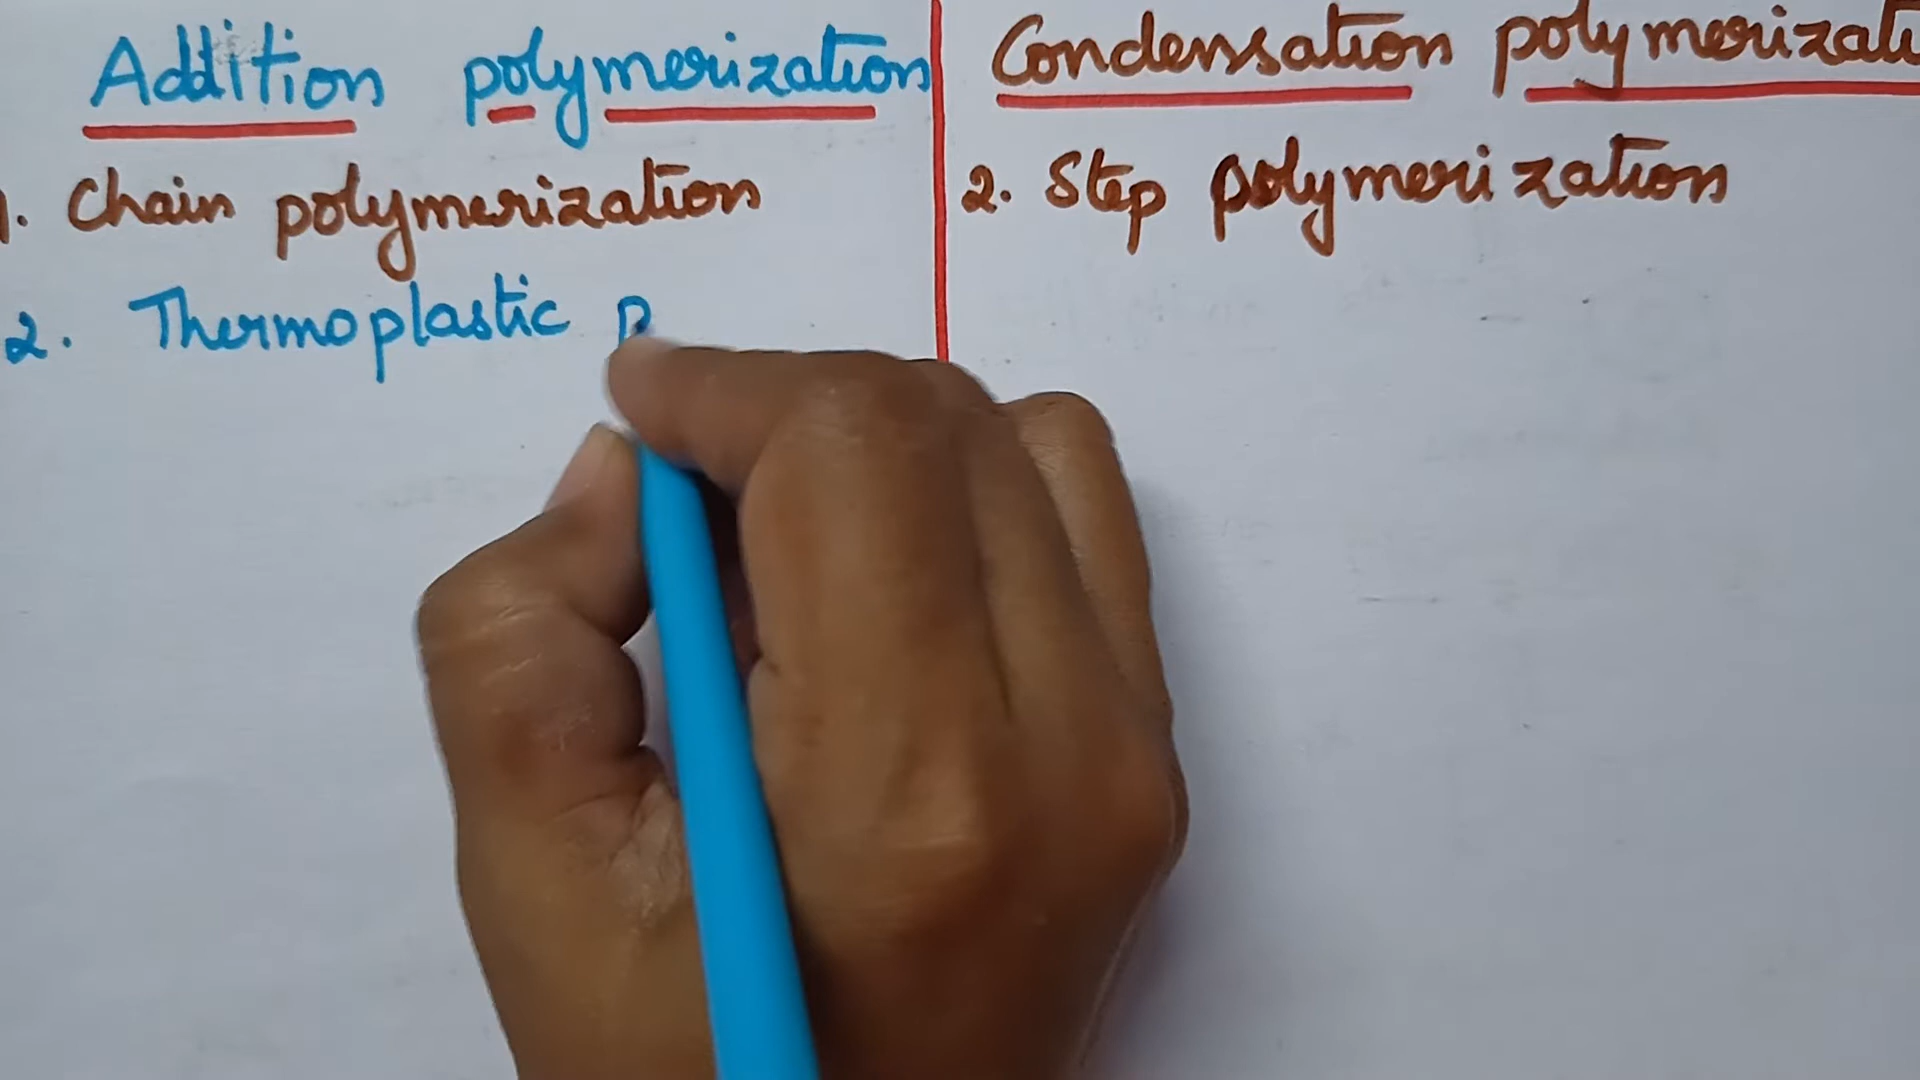 Addition polymerization
Condensation polymerizati
1. Chain polymerization
2. Step polymerization
2. Thermoplastic P